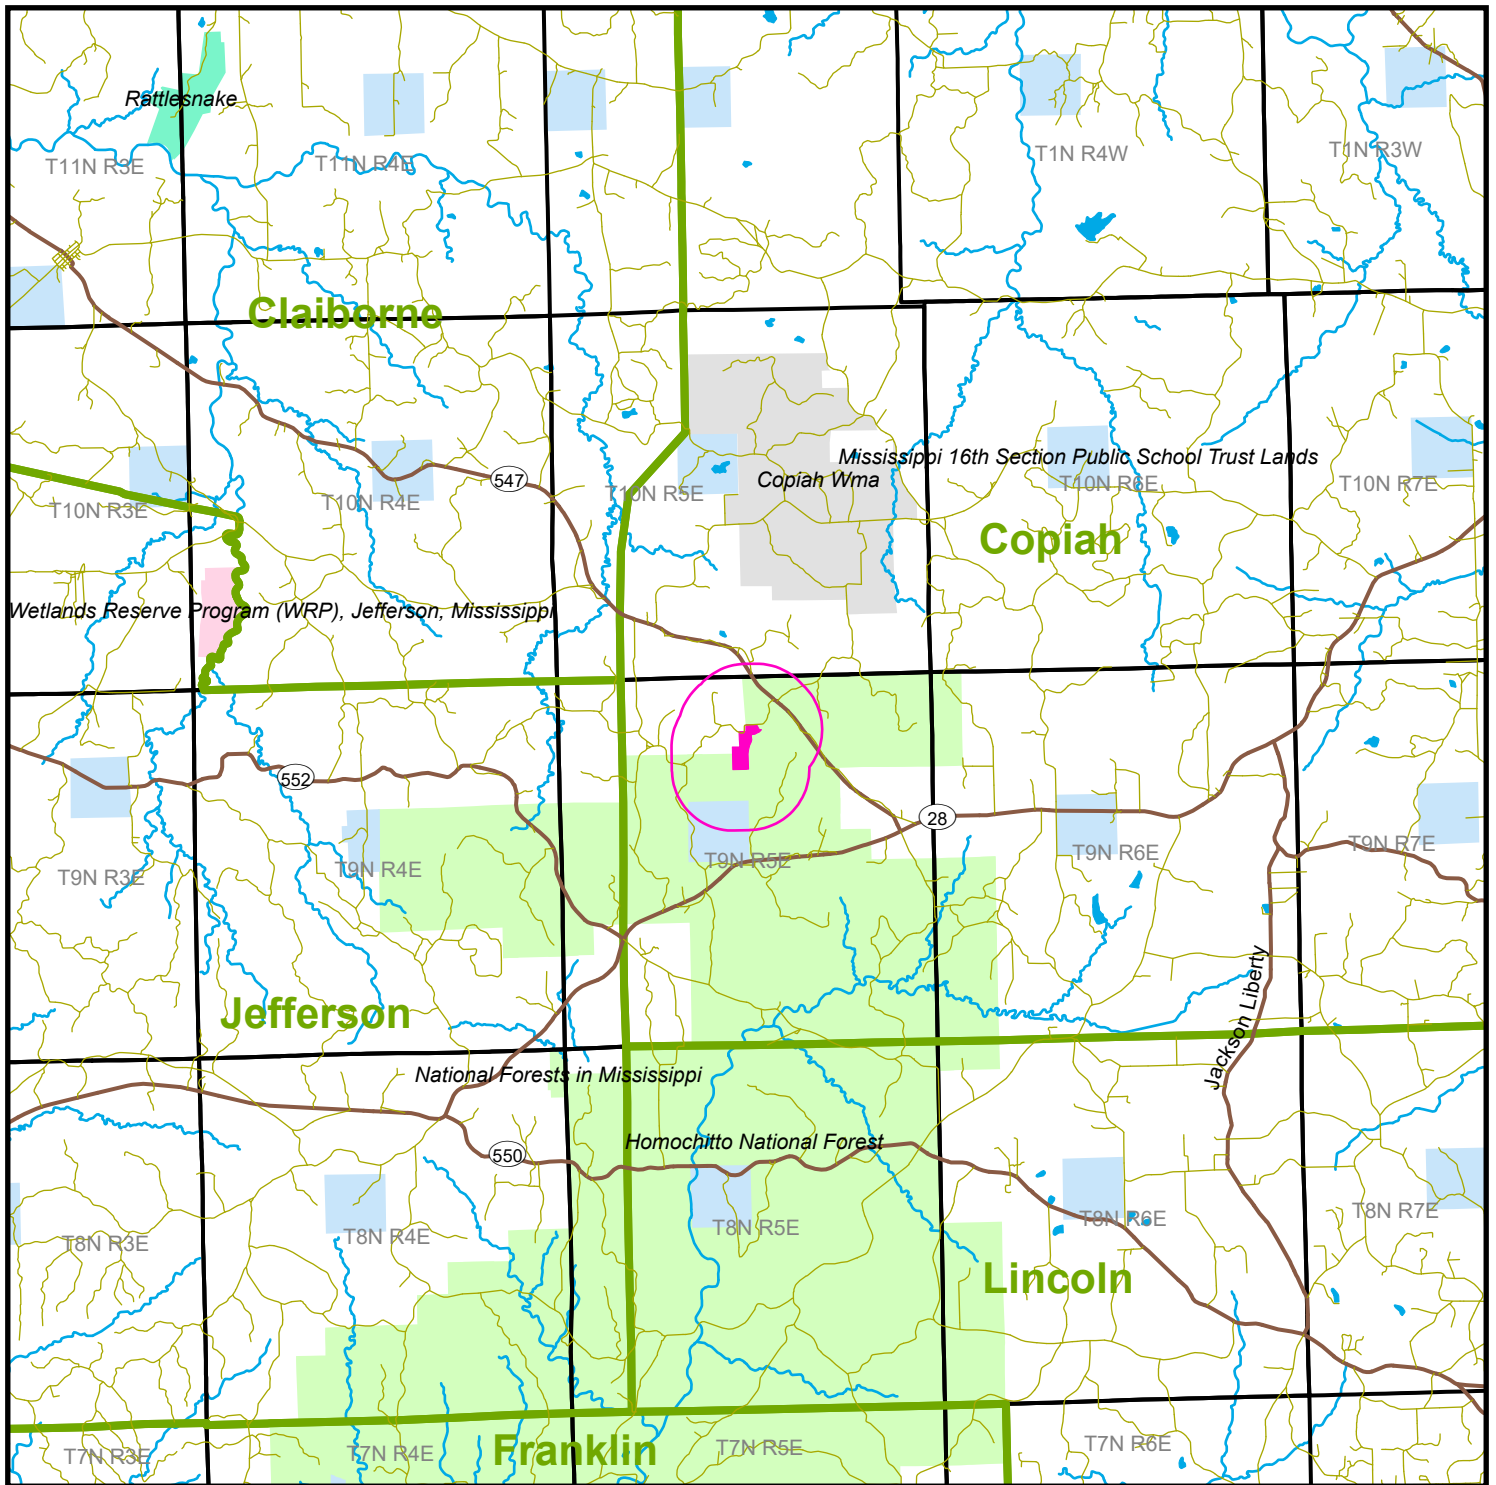 Rattlesnake
T11N R3E
T11N R4E
T1N R4W
T1N R3W
Claiborne
Mississippi 16th Section Public School Trust Lands
Copiah Wma
547
T10N R3E
T10N R4E
T10N R5E
T10N R6E
T10N R7E
Copiah
Wetlands Reserve Program (WRP), Jefferson, Mississippi
552
28
T9N R3E
T9N R4E
T9N R5E
T9N R6E
T9N R7E
Jefferson
Jackson Liberty
National Forests in Mississippi
Homochitto National Forest
550
T8N R3E
T8N R4E
T8N R5E
T8N R6E
T8N R7E
Lincoln
Franklin
T7N R3E
T7N R4E
T7N R5E
T7N R6E